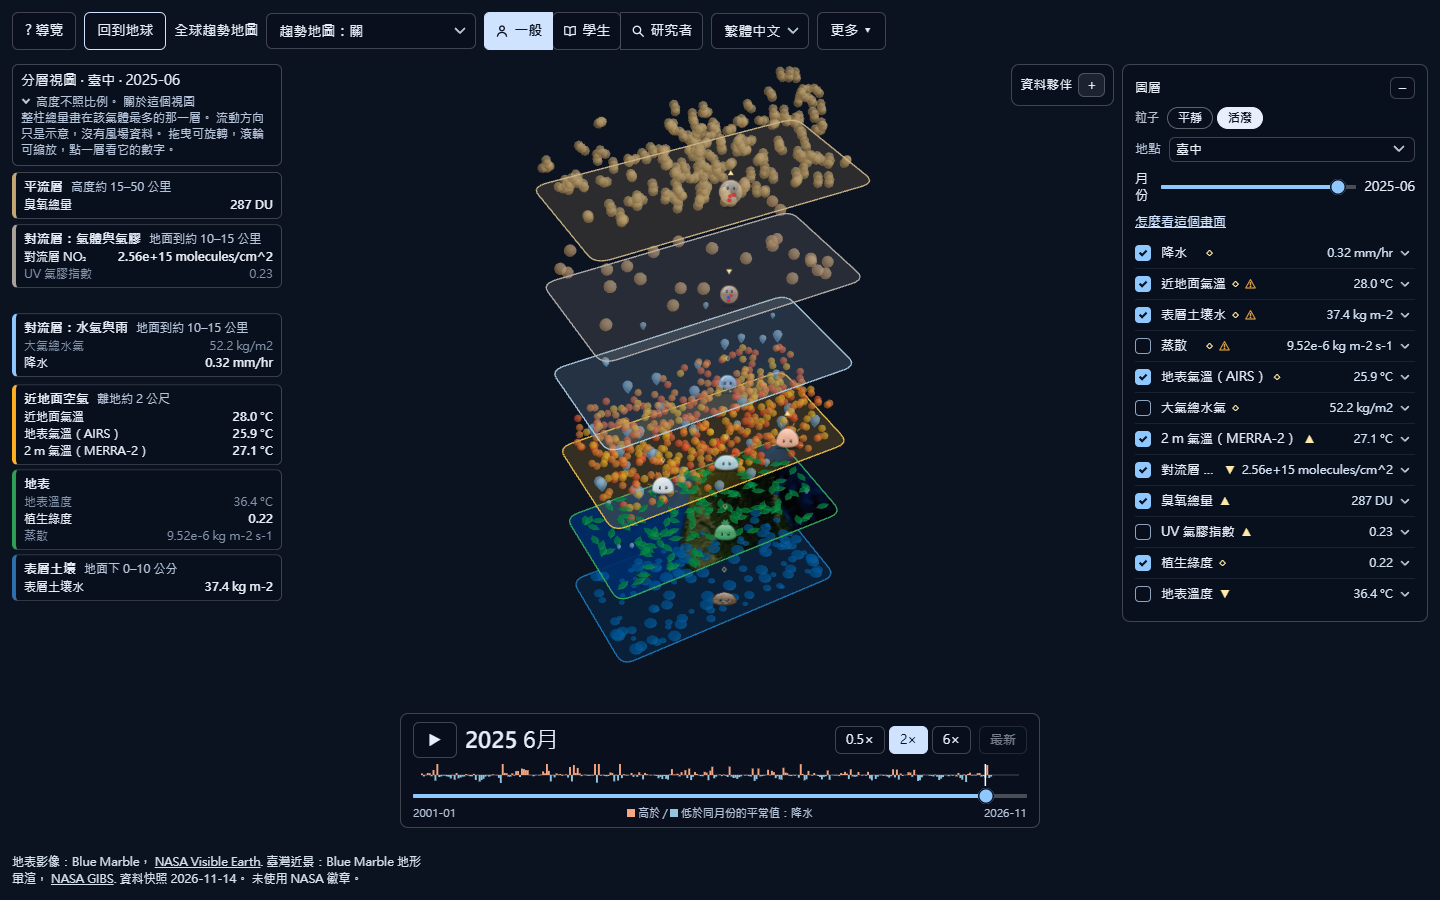 ? 導覽
回到地球
全球趨勢地圖
趨勢地圖：關
一般
學生
研究者
繁體中文
更多 ▾
分層視圖 · 臺中 · 2025-06
高度不照比例。 關於這個視圖
整柱總量畫在該氣體最多的那一層。 流動方向
只是示意，沒有風場資料。 拖曳可旋轉，滾輪
可縮放，點一層看它的數字。
平流層 高度約 15–50 公里
臭氧總量 287 DU
對流層：氣體與氣膠 地面到約 10–15 公里
對流層 NO₂ 2.56e+15 molecules/cm^2
UV 氣膠指數 0.23
對流層：水氣與雨 地面到約 10–15 公里
大氣總水氣 52.2 kg/m2
降水 0.32 mm/hr
近地面空氣 離地約 2 公尺
近地面氣溫 28.0 °C
地表氣溫（AIRS） 25.9 °C
2 m 氣溫（MERRA-2） 27.1 °C
地表
地表溫度 36.4 °C
植生綠度 0.22
蒸散 9.52e-6 kg m-2 s-1
表層土壤 地面下 0–10 公分
表層土壤水 37.4 kg m-2
資料夥伴 +
圖層 −
粒子 平靜 活潑
地點 臺中
月份 2025-06
怎麼看這個畫面
降水 0.32 mm/hr
近地面氣溫 28.0 °C
表層土壤水 37.4 kg m-2
蒸散 9.52e-6 kg m-2 s-1
地表氣溫（AIRS） 25.9 °C
大氣總水氣 52.2 kg/m2
2 m 氣溫（MERRA-2） ▲ 27.1 °C
對流層 ... ▼ 2.56e+15 molecules/cm^2
臭氧總量 ▲ 287 DU
UV 氣膠指數 ▲ 0.23
植生綠度 0.22
地表溫度 ▼ 36.4 °C
2025 6月
0.5× 2× 6× 最新
2001-01 高於 / 低於同月份的平常值：降水 2026-11
地表影像：Blue Marble， NASA Visible Earth. 臺灣近景：Blue Marble 地形
暈渲， NASA GIBS. 資料快照 2026-11-14。 未使用 NASA 徽章。